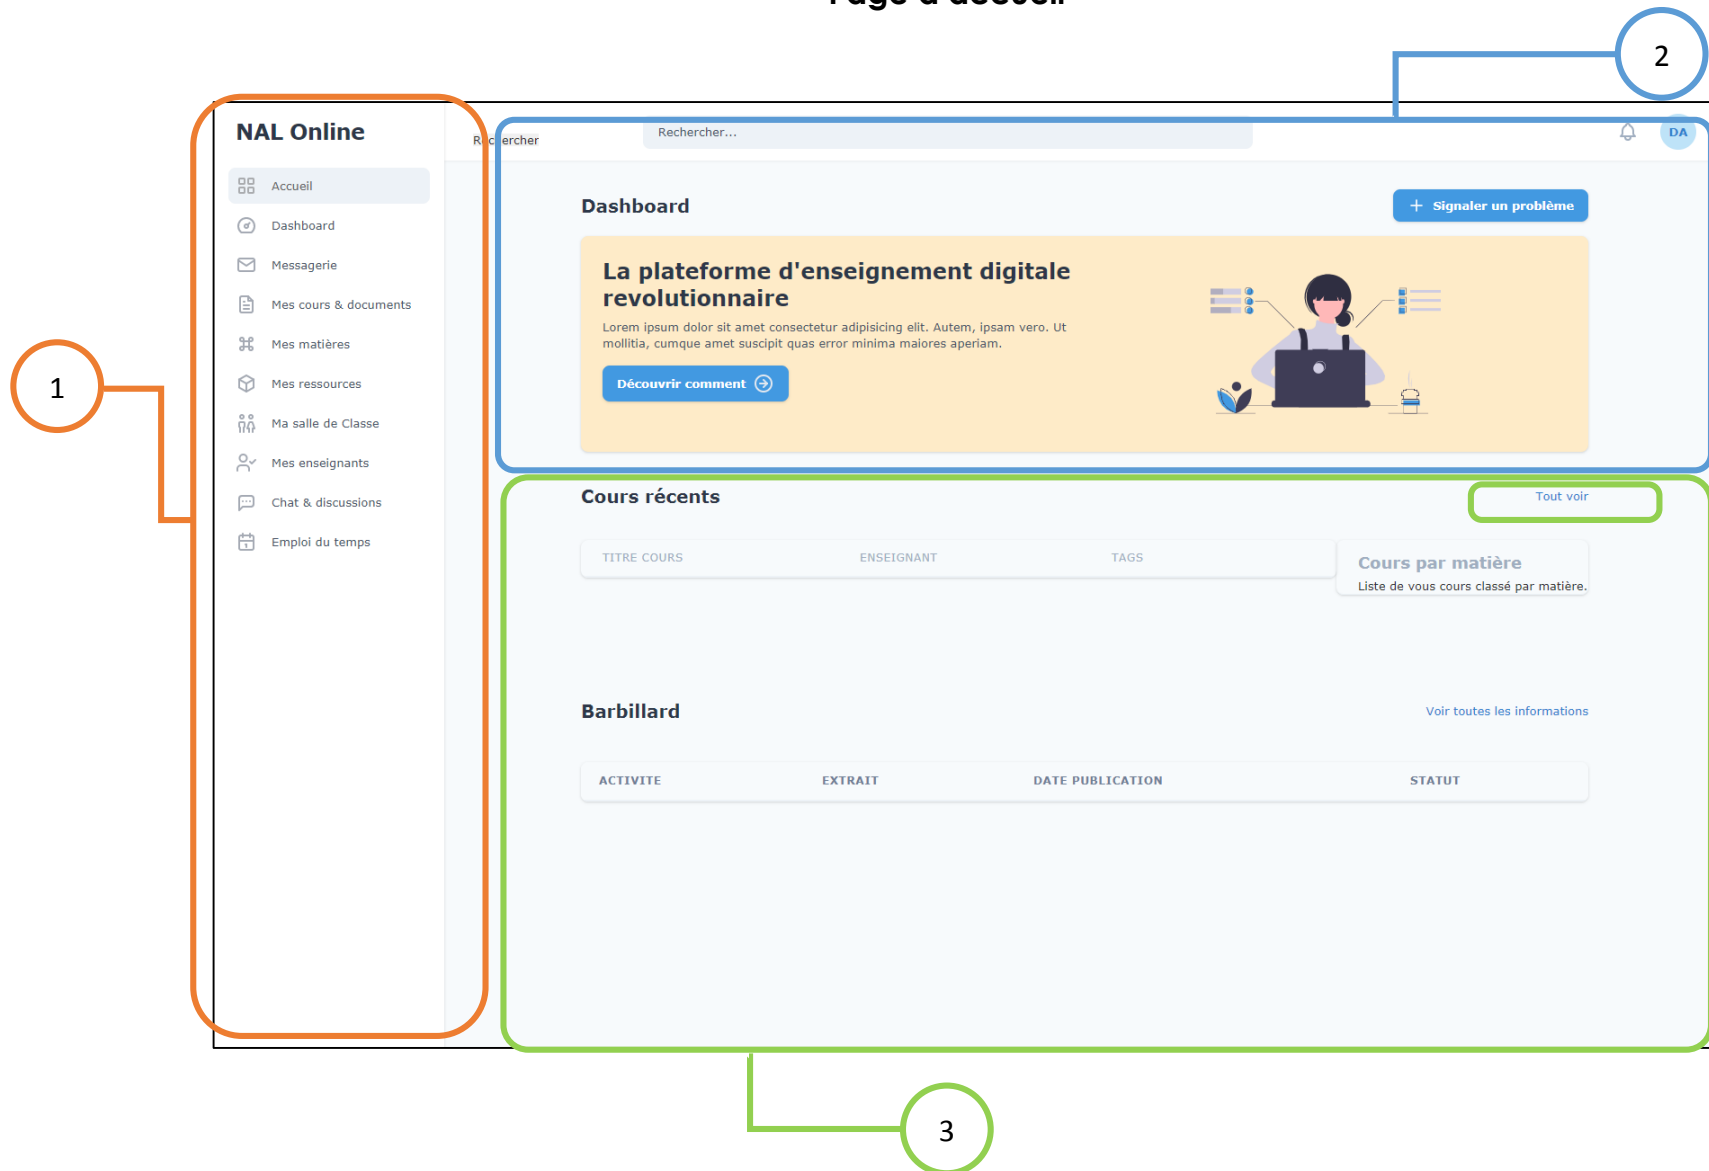 Page d'accueil
2
NAL Online
Rechercher
Rechercher...
DA
Accueil
Dashboard
Messagerie
Mes cours & documents
Mes matières
Mes ressources
Ma salle de Classe
Mes enseignants
Chat & discussions
Emploi du temps
1
Dashboard
+ Signaler un problème
La plateforme d'enseignement digitale
revolutionnaire
Lorem ipsum dolor sit amet consectetur adipisicing elit. Autem, ipsam vero. Ut
mollitia, cumque amet suscipit quas error minima maiores aperiam.
Découvrir comment
Cours récents
Tout voir
TITRE COURS ENSEIGNANT TAGS
Cours par matière
Liste de vous cours classé par matière.
Barbillard
Voir toutes les informations
ACTIVITE EXTRAIT DATE PUBLICATION STATUT
3